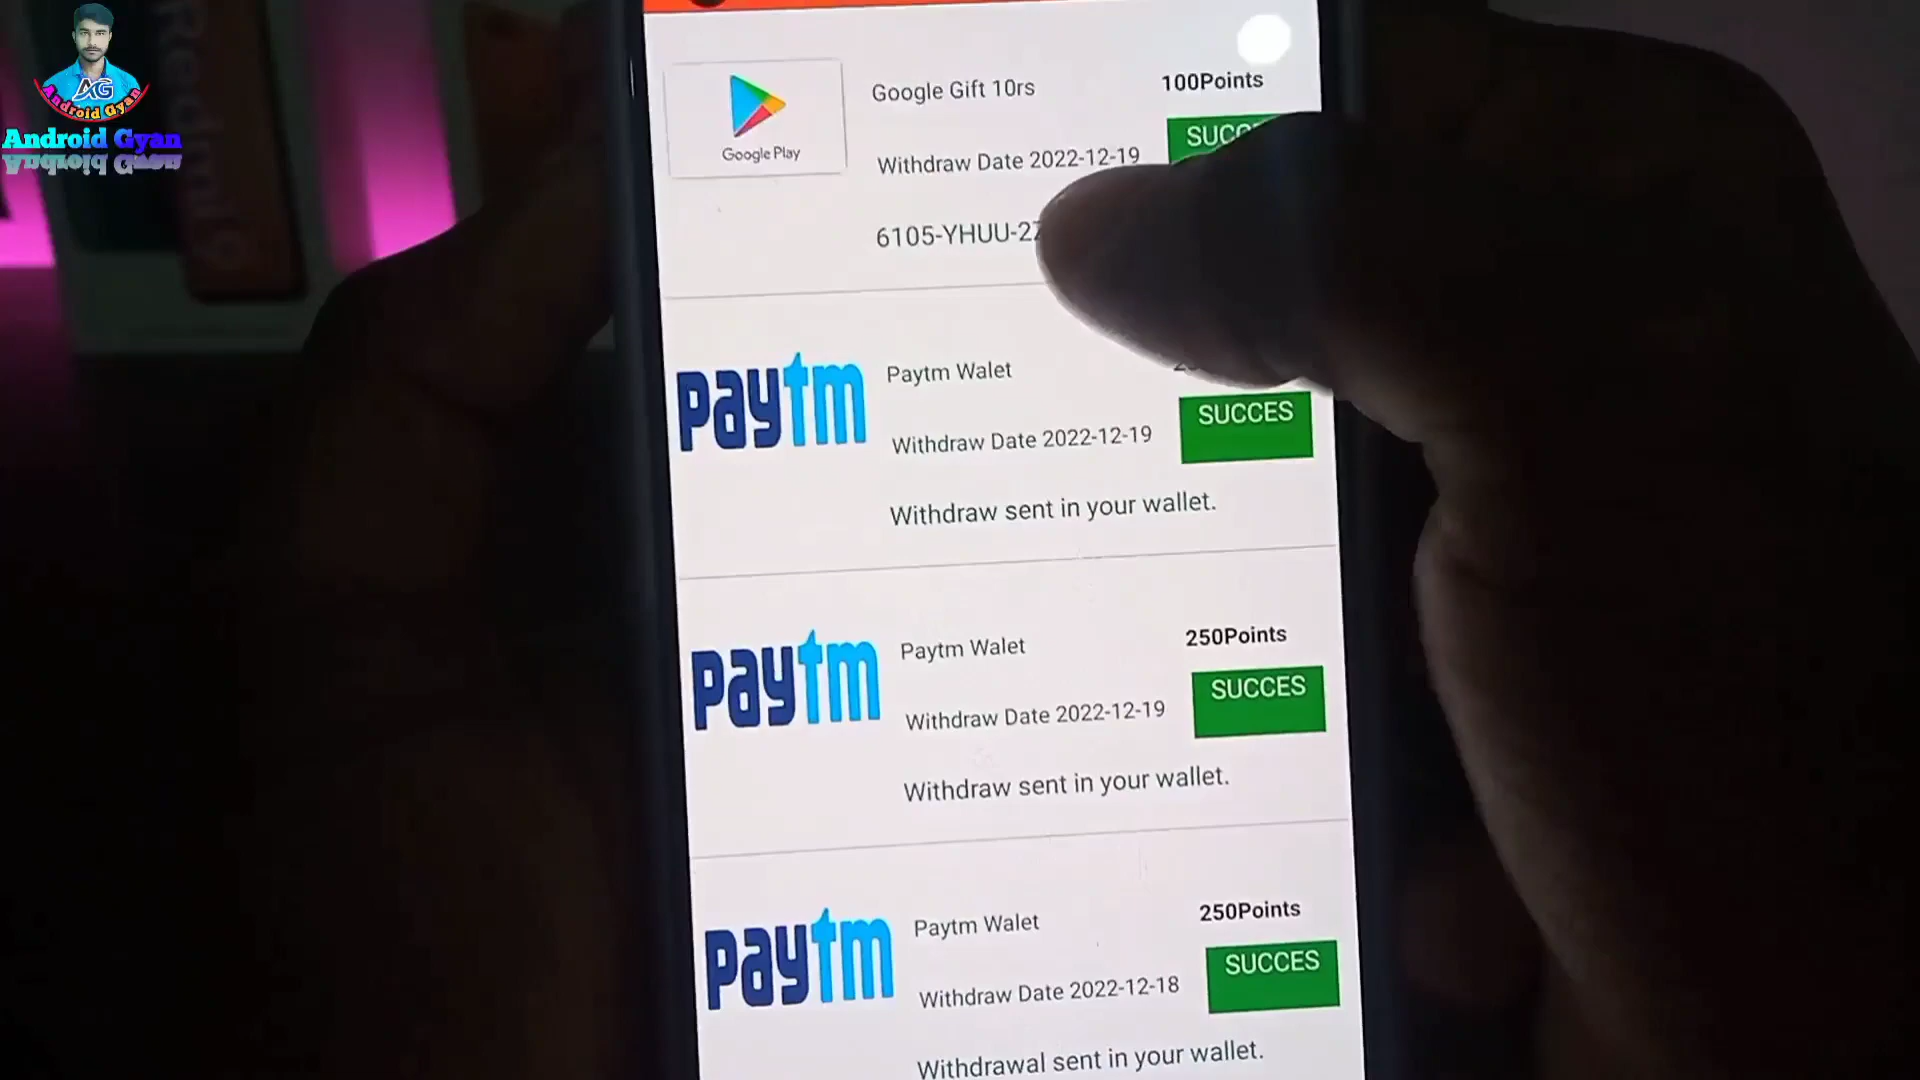 AG
Android Gyan
Android Gyan
Redmi 9
Google Play
Google Gift 10rs
100Points
Withdraw Date 2022-12-19
6105-YHUU-
paytm
Paytm Walet
SUCCES
Withdraw Date 2022-12-19
Withdraw sent in your wallet.
paytm
Paytm Walet
250Points
SUCCES
Withdraw Date 2022-12-19
Withdraw sent in your wallet.
paytm
Paytm Walet
250Points
SUCCES
Withdraw Date 2022-12-18
Withdrawal sent in your wallet.